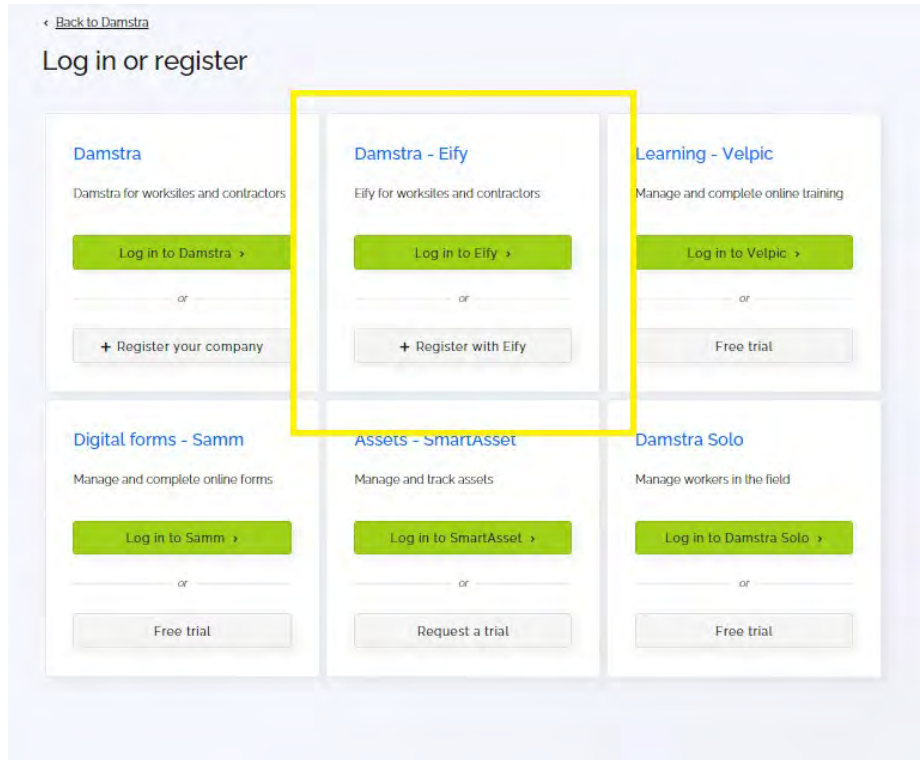 ‹ Back to Damstra
Log in or register
Damstra
Damstra for worksites and contractors
Log in to Damstra ›
or
+ Register your company
Damstra - Eify
Eify for worksites and contractors
Log in to Eify ›
or
+ Register with Eify
Learning - Velpic
Manage and complete online training
Log in to Velpic ›
or
Free trial
Digital forms - Samm
Manage and complete online forms
Log in to Samm ›
or
Free trial
Assets - SmartAsset
Manage and track assets
Log in to SmartAsset ›
or
Request a trial
Damstra Solo
Manage workers in the field
Log in to Damstra Solo ›
or
Free trial